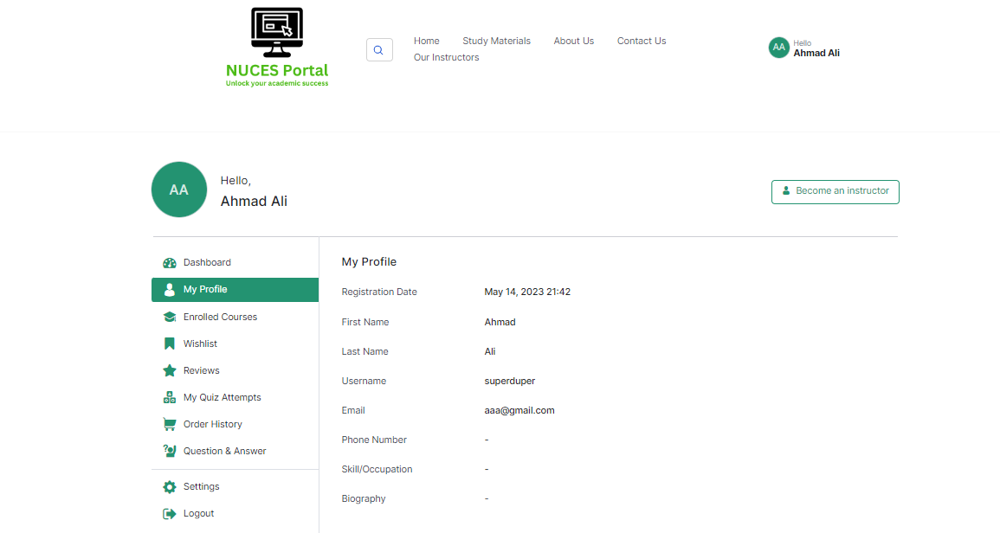 NUCES Portal
Unlock your academic success
Home Study Materials About Us Contact Us
Our Instructors
AA Hello
Ahmad Ali
AA
Hello,
Ahmad Ali
Become an instructor
Dashboard
My Profile
Enrolled Courses
Wishlist
Reviews
My Quiz Attempts
Order History
Question & Answer
Settings
Logout
My Profile
Registration Date May 14, 2023 21:42
First Name Ahmad
Last Name Ali
Username superduper
Email aaa@gmail.com
Phone Number -
Skill/Occupation -
Biography -